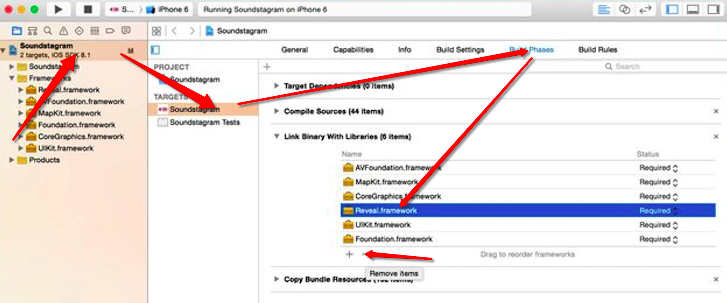 S... › iPhone 6
Running Soundstagram on iPhone 6
Soundstagram
Soundstagram
2 targets, iOS SDK 8.1
M
General Capabilities Info Build Settings Build Phases Build Rules
PROJECT
Soundstagram
TARGETS
Soundstagram
Soundstagram Tests
Soundstagram
Frameworks
Reveal.framework
AVFoundation.framework
MapKit.framework
Foundation.framework
CoreGraphics.framework
UIKit.framework
Products
+
Search
Target Dependencies (0 items)
Compile Sources (44 items)
Link Binary With Libraries (6 items)
Name Status
AVFoundation.framework Required
MapKit.framework Required
CoreGraphics.framework Required
Reveal.framework Required
UIKit.framework Required
Foundation.framework Required
+ Drag to reorder frameworks
Remove items
Copy Bundle Resources items)